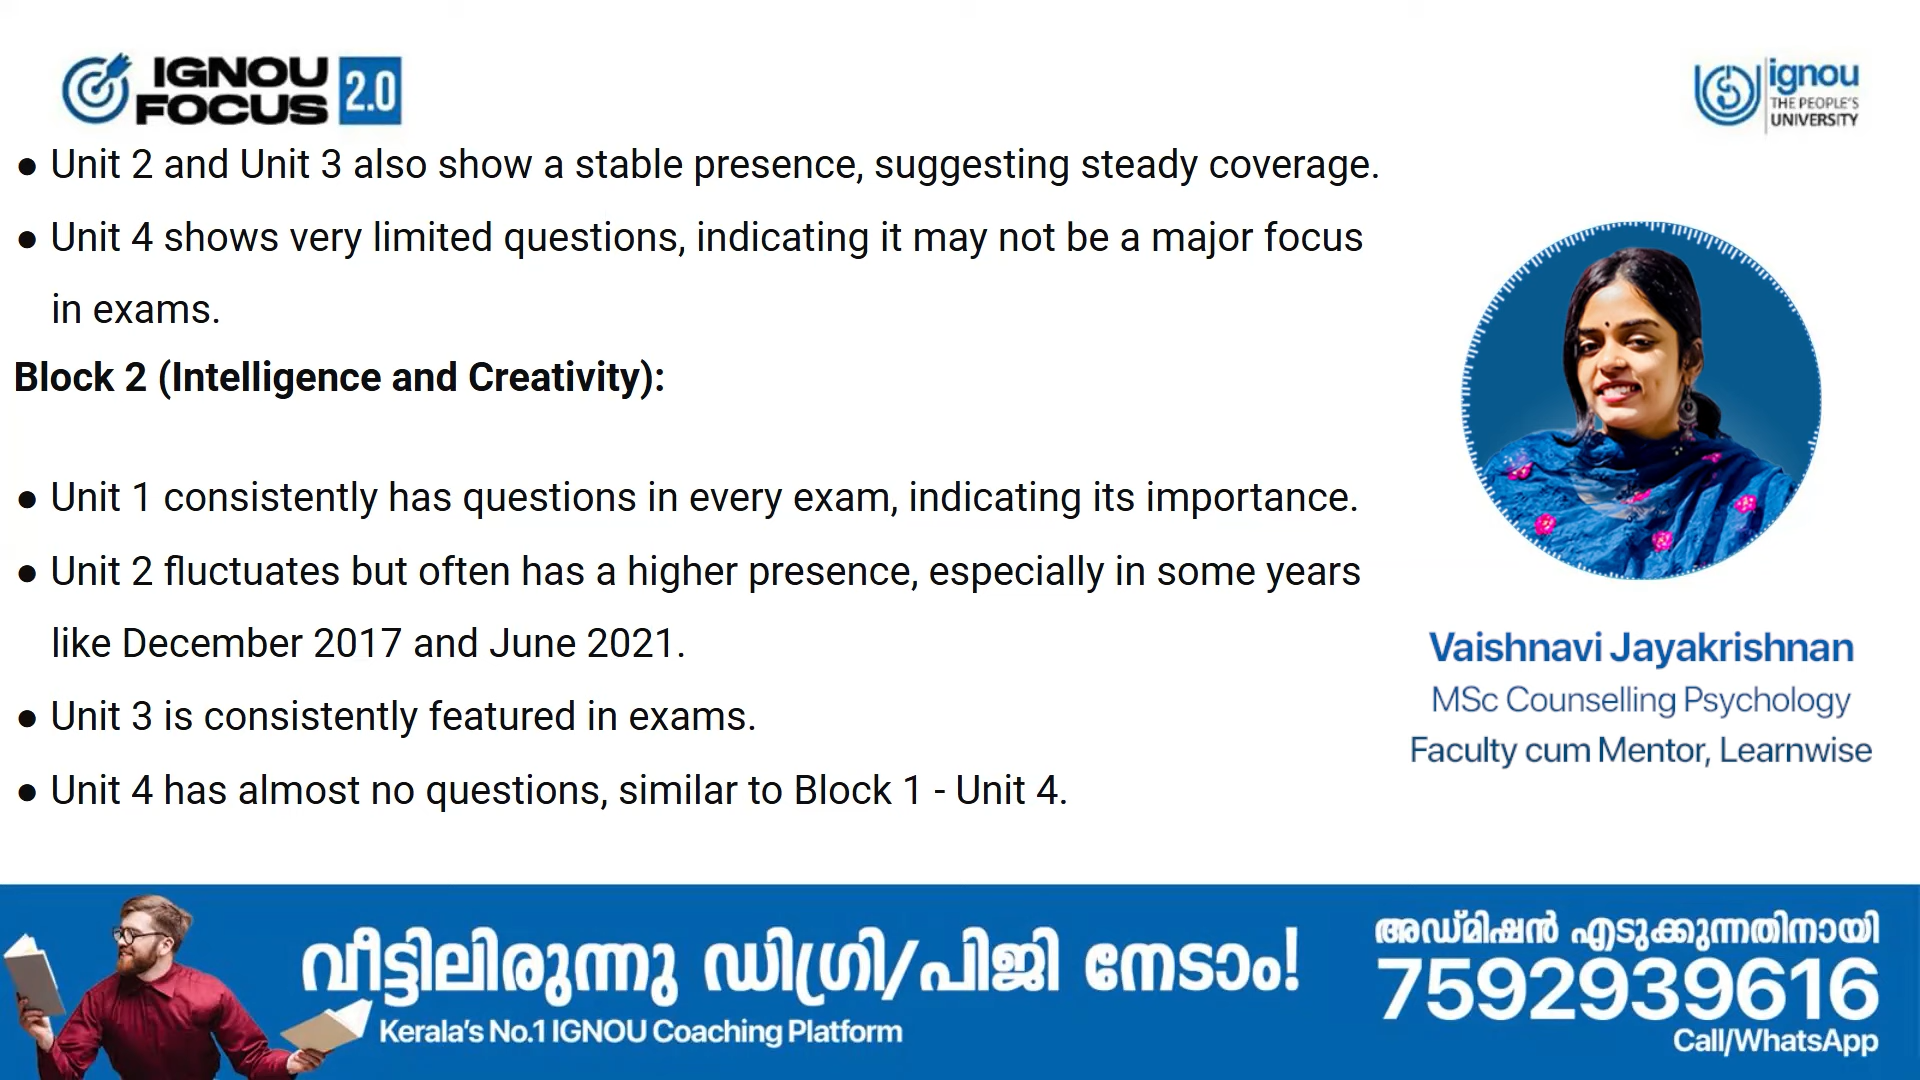 IGNOU
FOCUS 2.0
ignou
THE PEOPLE'S
UNIVERSITY
● Unit 2 and Unit 3 also show a stable presence, suggesting steady coverage.
● Unit 4 shows very limited questions, indicating it may not be a major focus
in exams.
Block 2 (Intelligence and Creativity):
● Unit 1 consistently has questions in every exam, indicating its importance.
● Unit 2 fluctuates but often has a higher presence, especially in some years
like December 2017 and June 2021.
● Unit 3 is consistently featured in exams.
● Unit 4 has almost no questions, similar to Block 1 - Unit 4.
Vaishnavi Jayakrishnan
MSc Counselling Psychology
Faculty cum Mentor, Learnwise
വീട്ടിലിരുന്നു ഡിഗ്രി/പിജി നേടാം!
Kerala's No.1 IGNOU Coaching Platform
അഡ്മിഷൻ എടുക്കുന്നതിനായി
7592939616
Call/WhatsApp